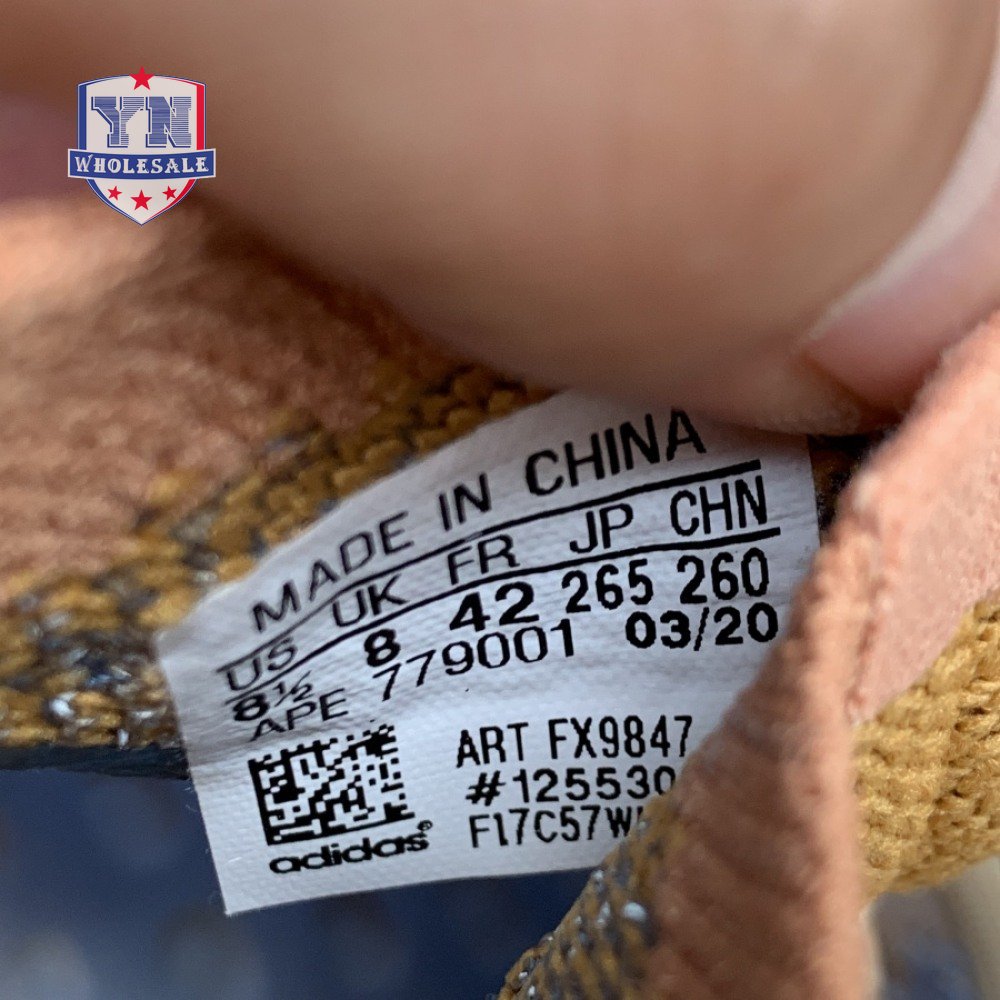 YN
WHOLESALE
MADE IN CHINA
US UK FR JP CHN
8½ 8 42 265 260
APE 779001 03/20
ART FX9847
#1255530
adidas®